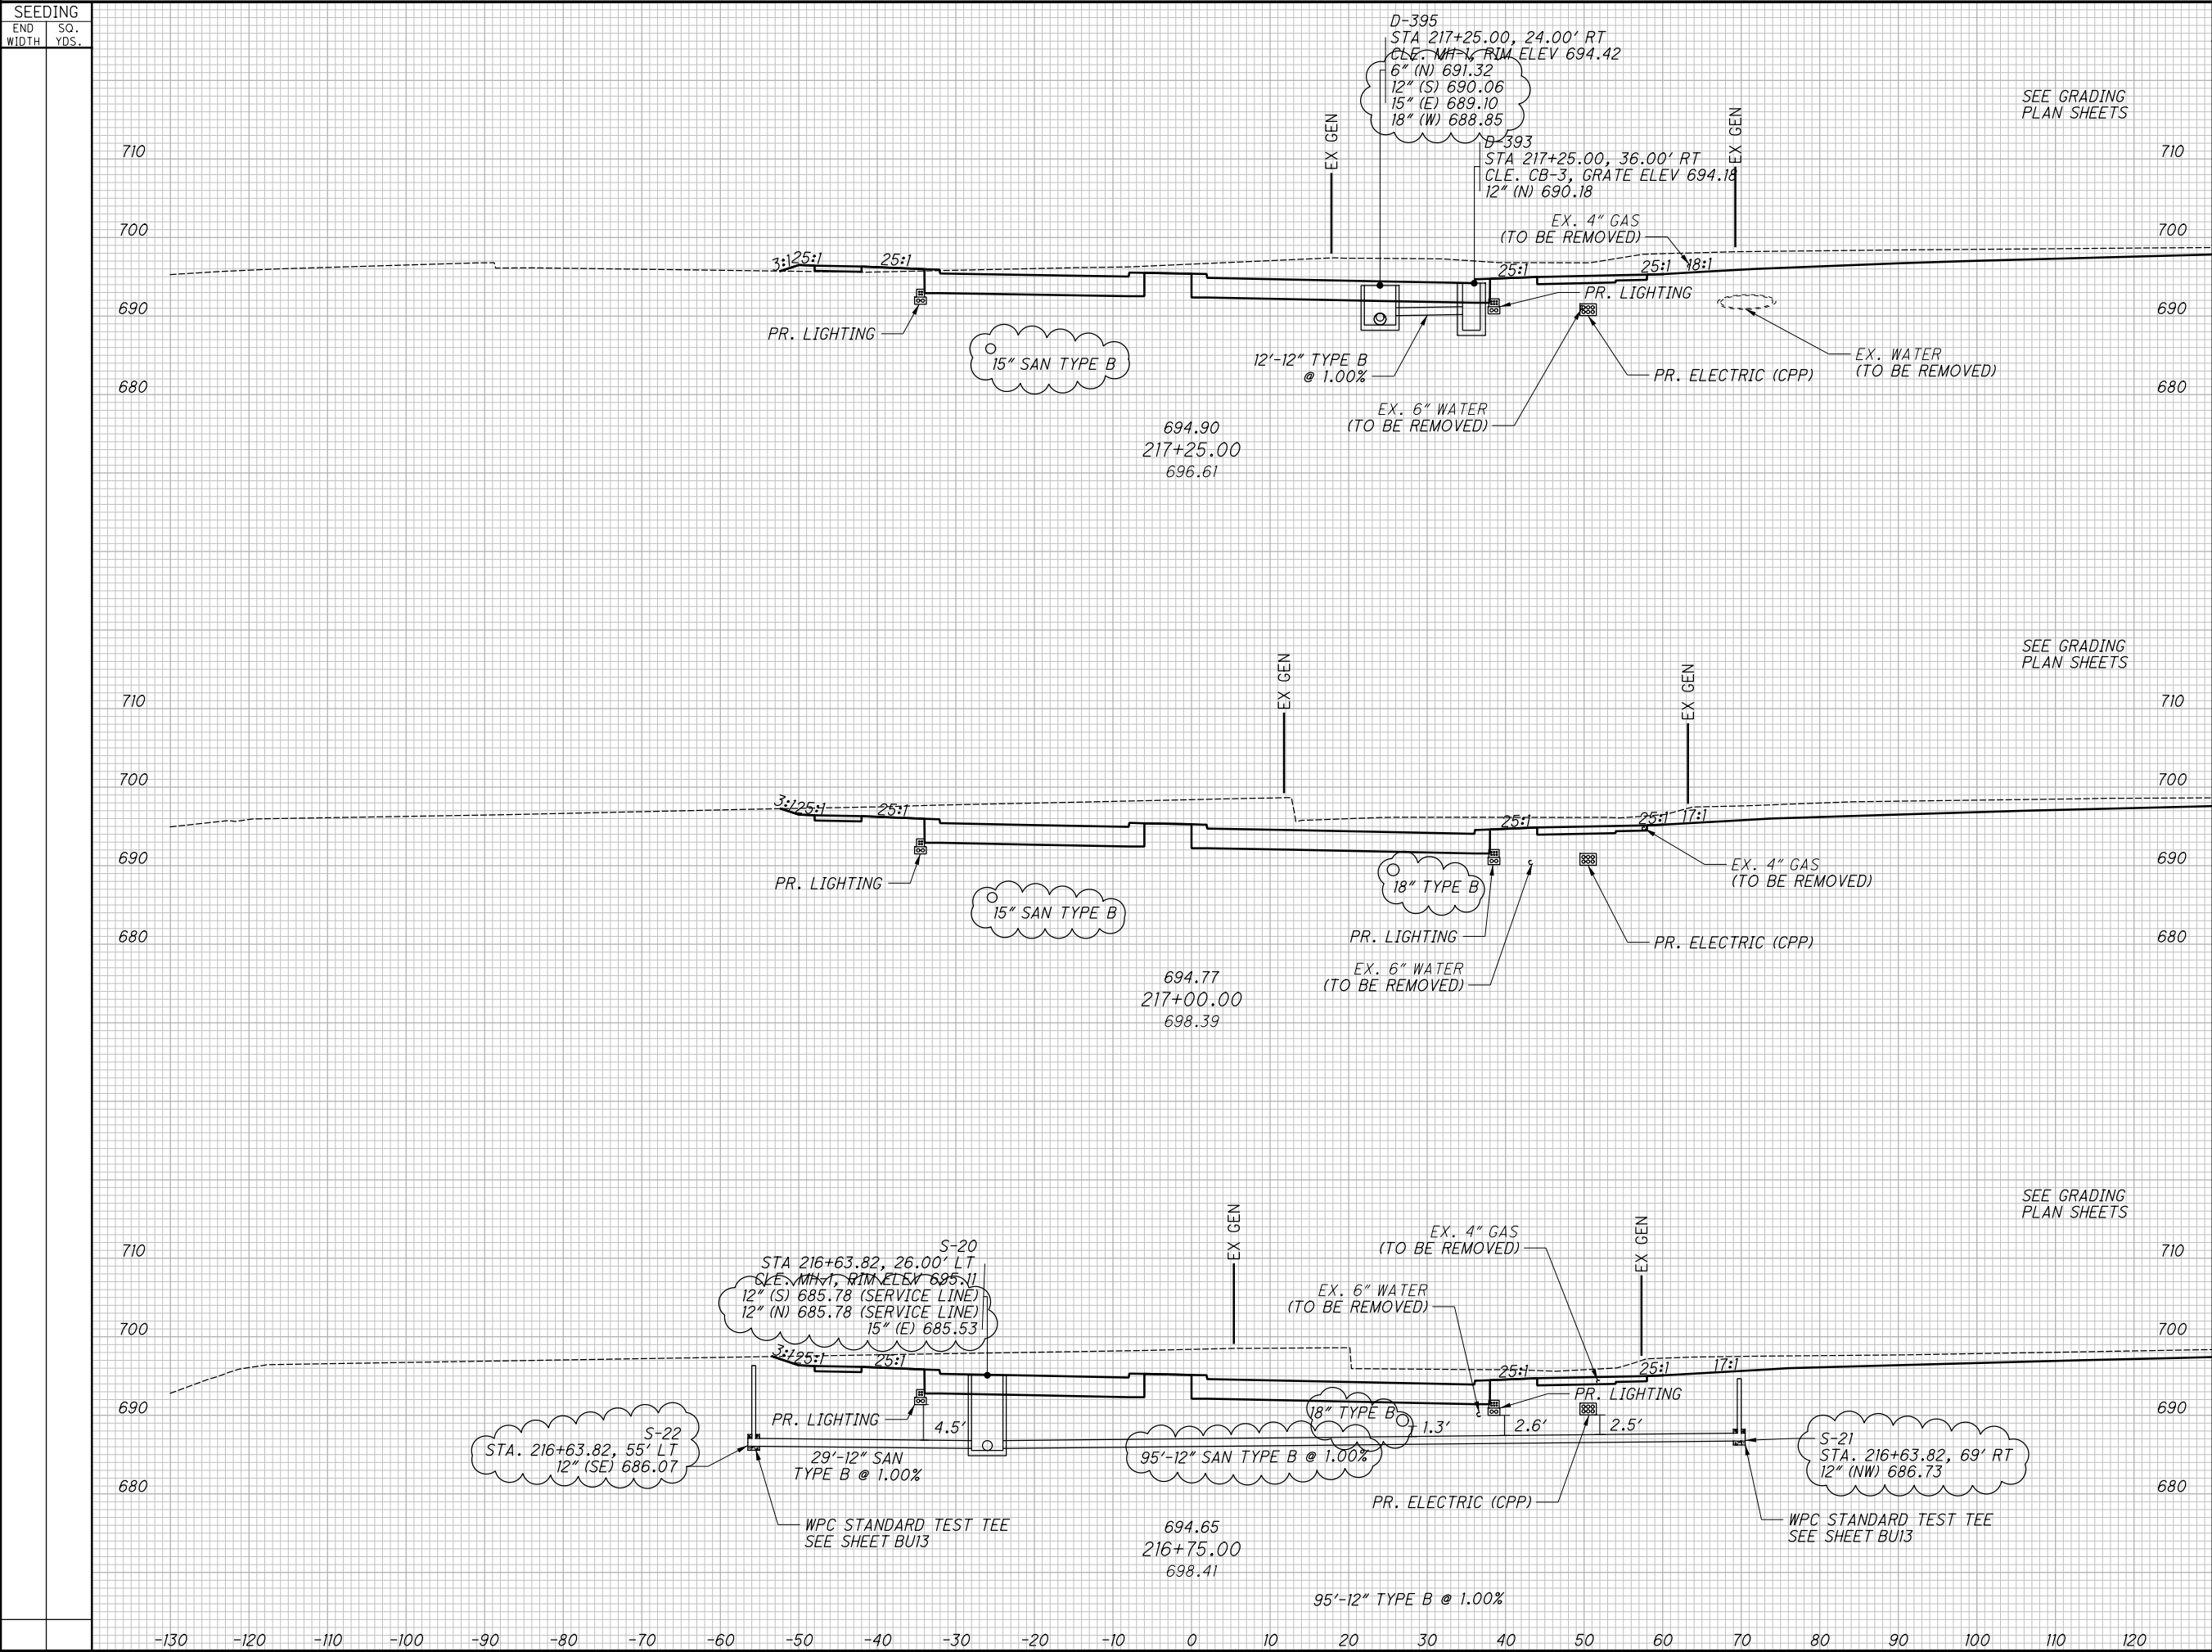 SEEDING
END WIDTH
SQ. YDS.
D-395
STA 217+25.00, 24.00' RT
CLE. MH-1, RIM ELEV 694.42
6" (N) 691.32
12" (S) 690.06
15" (E) 689.10
18" (W) 688.85
D-393
STA 217+25.00, 36.00' RT
CLE. CB-3, GRATE ELEV 694.18
12" (N) 690.18
SEE GRADING
PLAN SHEETS
EX GEN
EX GEN
710
710
EX. 4" GAS
(TO BE REMOVED)
700
700
3:1
25:1
25:1
25:1
25:1
18:1
PR. LIGHTING
690
690
PR. LIGHTING
15" SAN TYPE B
12'-12" TYPE B
@ 1.00%
EX. WATER
(TO BE REMOVED)
PR. ELECTRIC (CPP)
680
680
EX. 6" WATER
(TO BE REMOVED)
694.90
217+25.00
696.61
SEE GRADING
PLAN SHEETS
EX GEN
EX GEN
710
710
700
700
3:1
25:1
25:1
25:1
25:1
17:1
690
690
EX. 4" GAS
(TO BE REMOVED)
PR. LIGHTING
18" TYPE B
15" SAN TYPE B
PR. LIGHTING
PR. ELECTRIC (CPP)
680
680
EX. 6" WATER
(TO BE REMOVED)
694.77
217+00.00
698.39
SEE GRADING
PLAN SHEETS
EX GEN
EX GEN
710
710
S-20
STA 216+63.82, 26.00' LT
CLE. MH-1, RIM ELEV 695.11
12" (S) 685.78 (SERVICE LINE)
12" (N) 685.78 (SERVICE LINE)
15" (E) 685.53
EX. 4" GAS
(TO BE REMOVED)
EX. 6" WATER
(TO BE REMOVED)
700
700
3:1
25:1
25:1
25:1
25:1
17:1
PR. LIGHTING
690
690
18" TYPE B
PR. LIGHTING
4.5'
1.3'
2.6'
2.5'
S-22
STA. 216+63.82, 55' LT
12" (SE) 686.07
29'-12" SAN
TYPE B @ 1.00%
95'-12" SAN TYPE B @ 1.00%
S-21
STA. 216+63.82, 69' RT
12" (NW) 686.73
680
680
PR. ELECTRIC (CPP)
WPC STANDARD TEST TEE
SEE SHEET BU13
WPC STANDARD TEST TEE
SEE SHEET BU13
694.65
216+75.00
698.41
95'-12" TYPE B @ 1.00%
-130 -120 -110 -100 -90 -80 -70 -60 -50 -40 -30 -20 -10 0 10 20 30 40 50 60 70 80 90 100 110 120